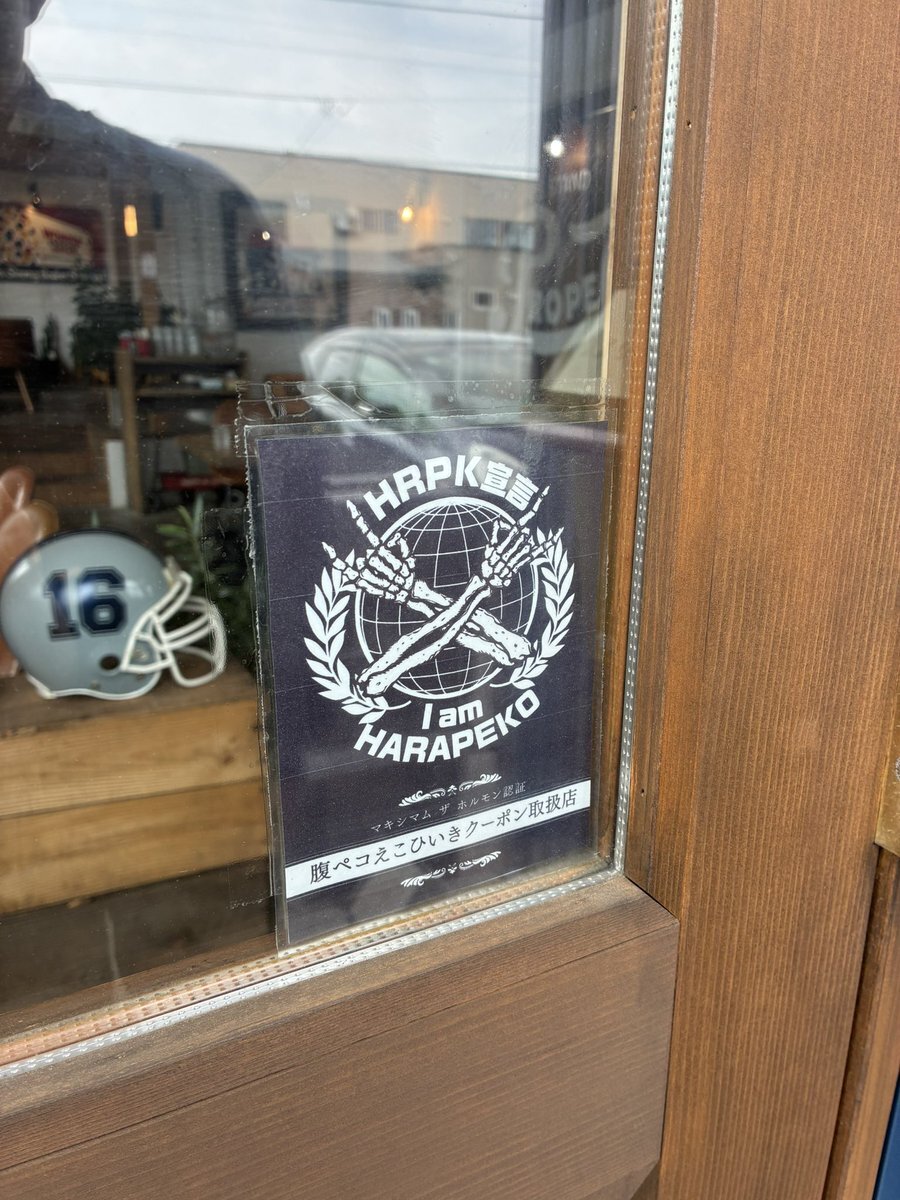 HRPK宣言
I am
HARAPEKO
マキシマム ザ ホルモン認証
腹ペコえこひいきクーポン取扱店
16